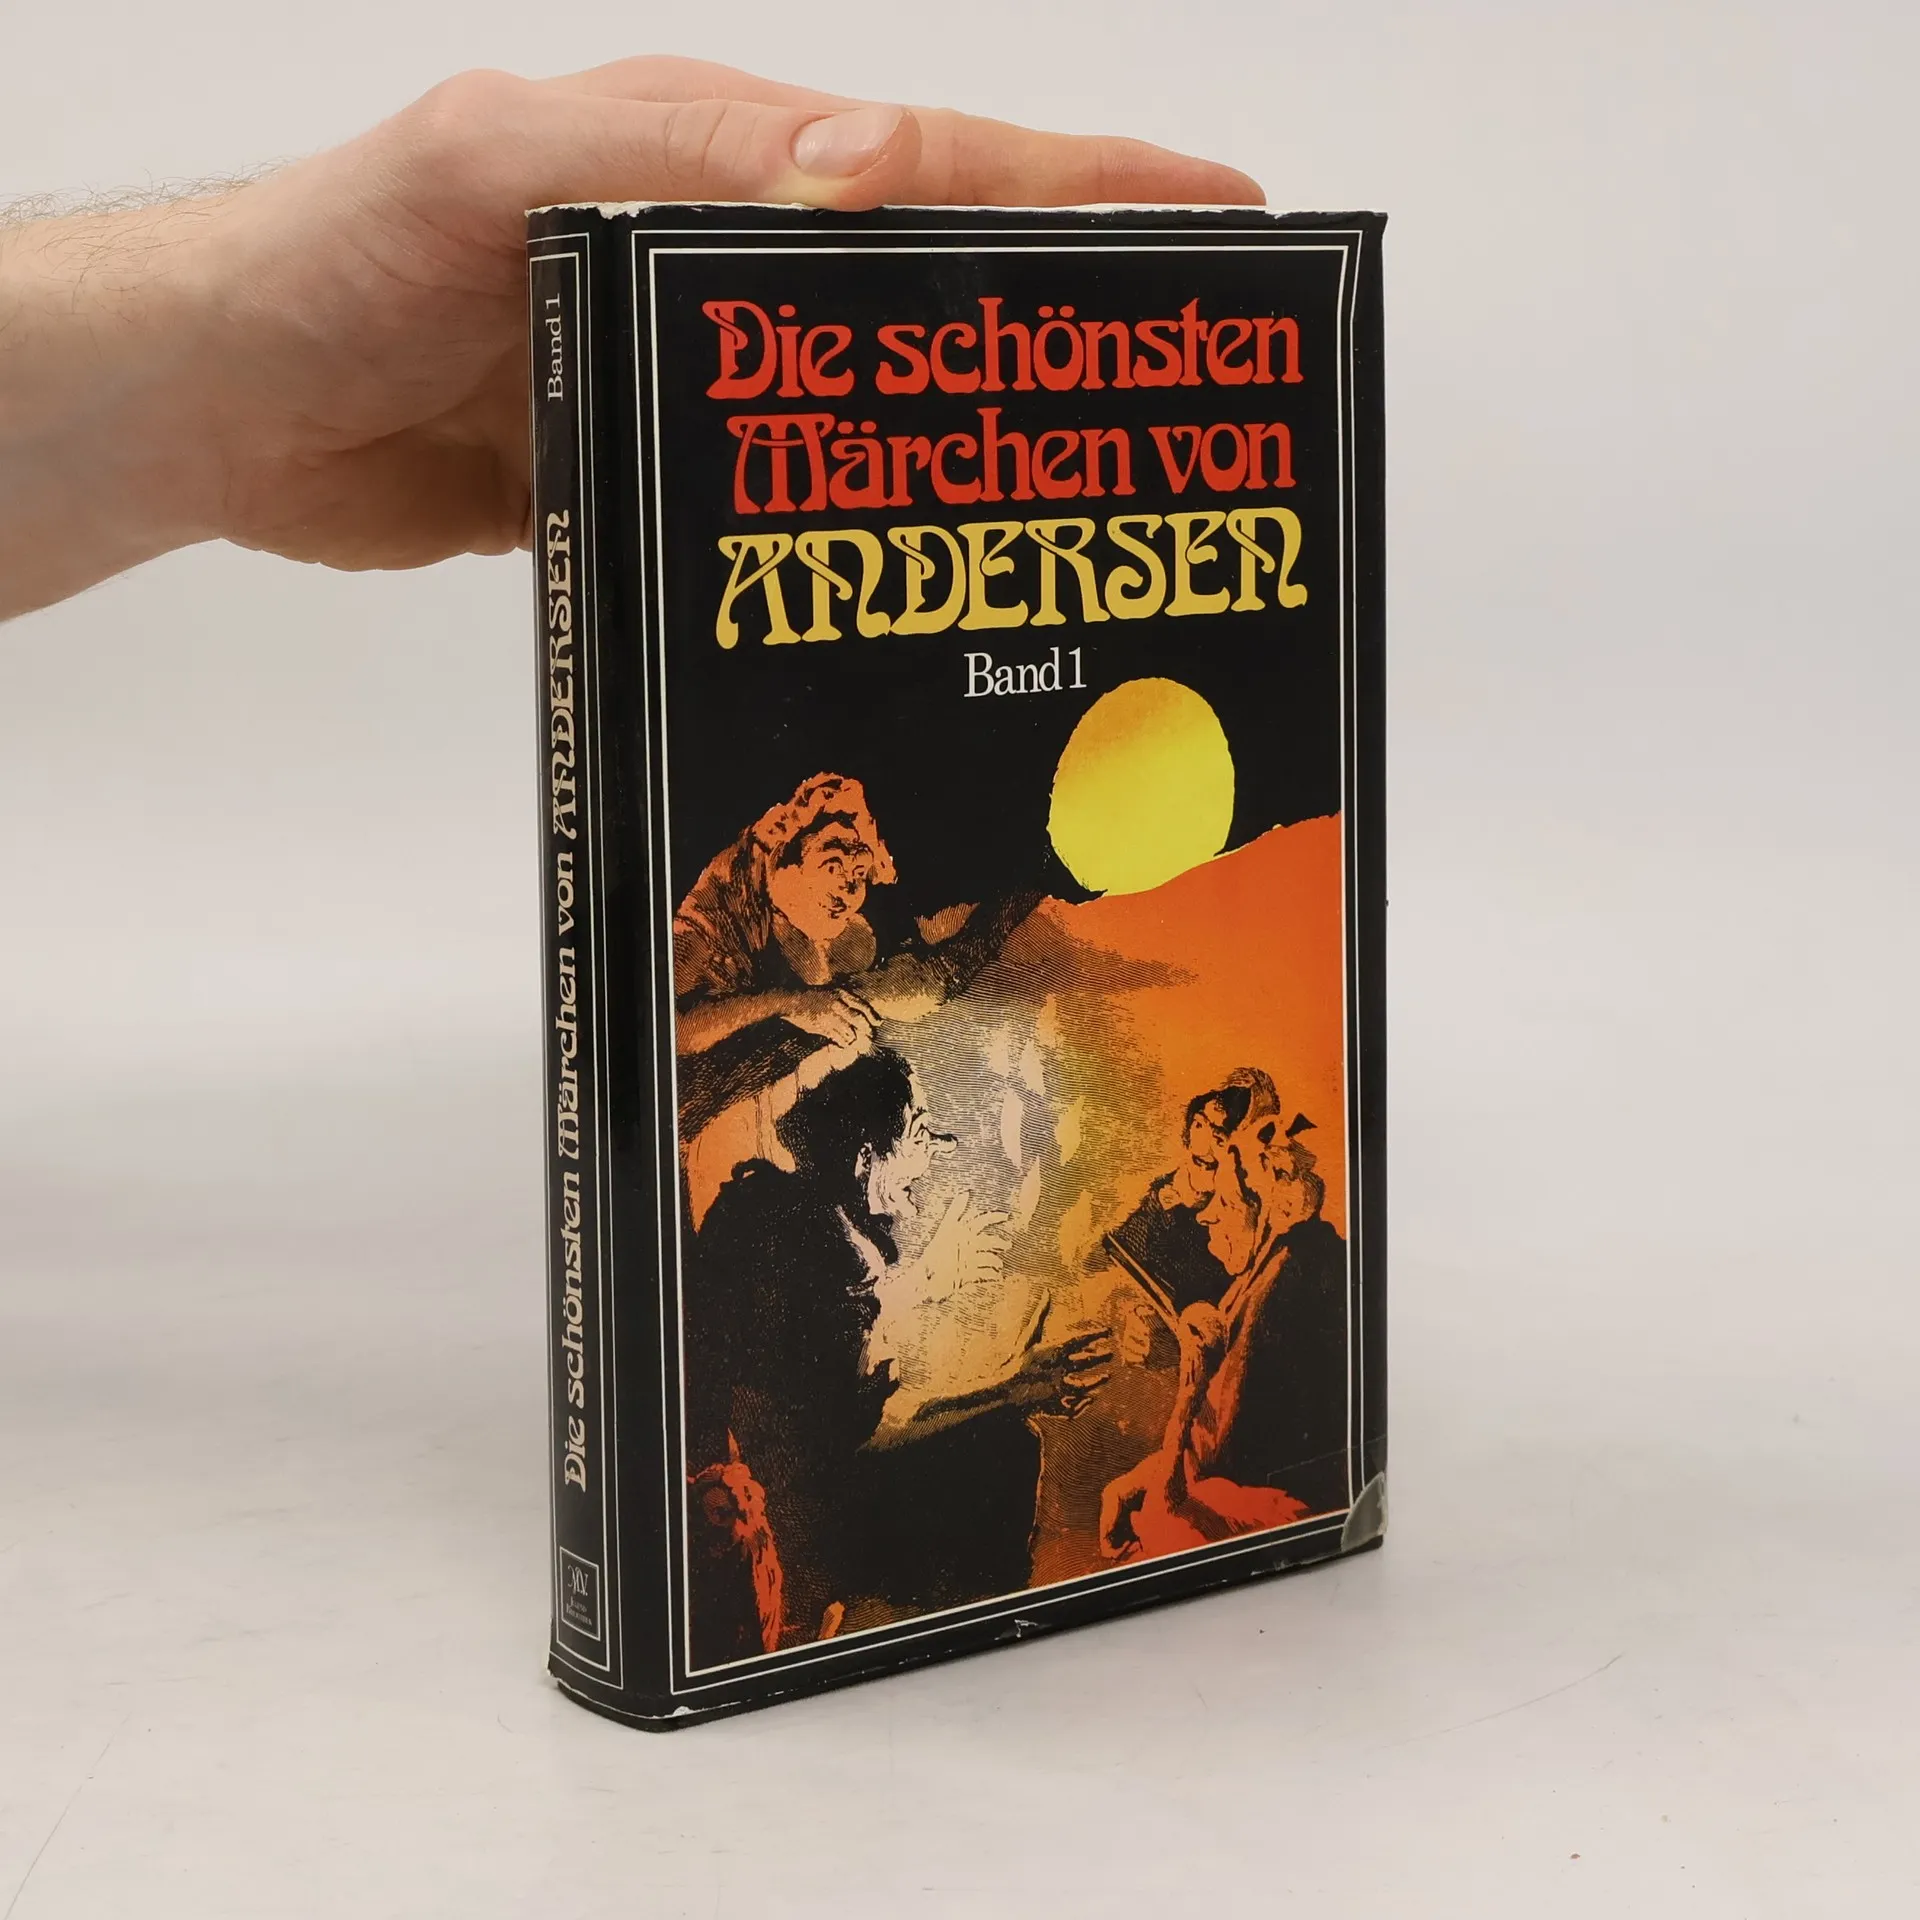 Die schönsten
Märchen von
ANDERSEN
Band 1
Die schönsten Märchen von ANDERSEN Band 1